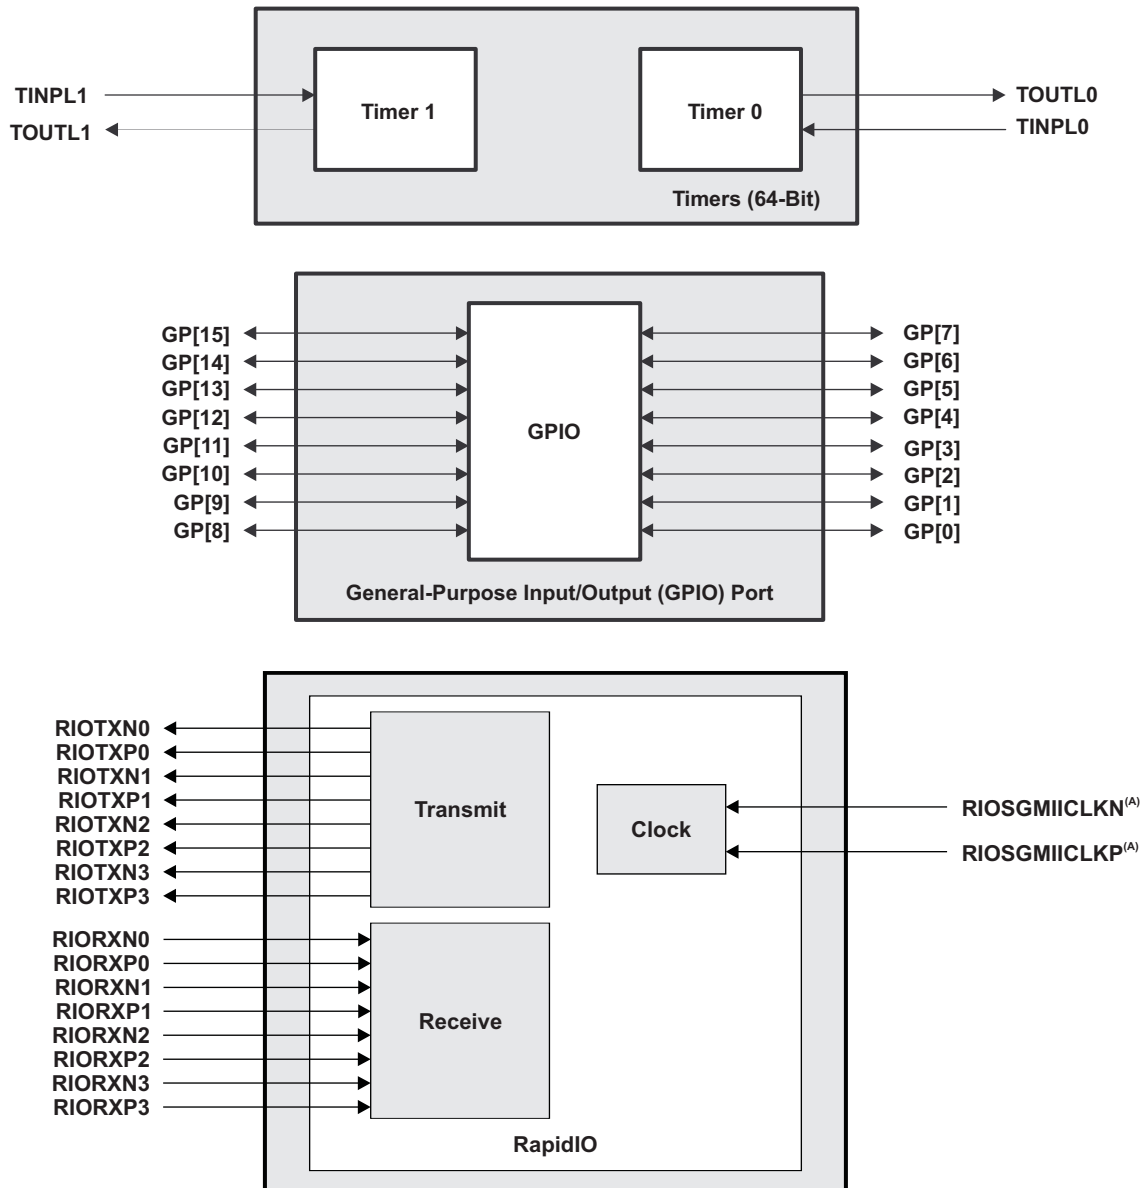 TINPL1
TOUTL1
Timer 1
Timer 0
TOUTL0
TINPL0
Timers (64-Bit)
GP[15]
GP[14]
GP[13]
GP[12]
GP[11]
GP[10]
GP[9]
GP[8]
GPIO
GP[7]
GP[6]
GP[5]
GP[4]
GP[3]
GP[2]
GP[1]
GP[0]
General-Purpose Input/Output (GPIO) Port
RIOTXN0
RIOTXP0
RIOTXN1
RIOTXP1
RIOTXN2
RIOTXP2
RIOTXN3
RIOTXP3
Transmit
Clock
RIOSGMIICLKN(A)
RIOSGMIICLKP(A)
RIORXN0
RIORXP0
RIORXN1
RIORXP1
RIORXN2
RIORXP2
RIORXN3
RIORXP3
Receive
RapidIO